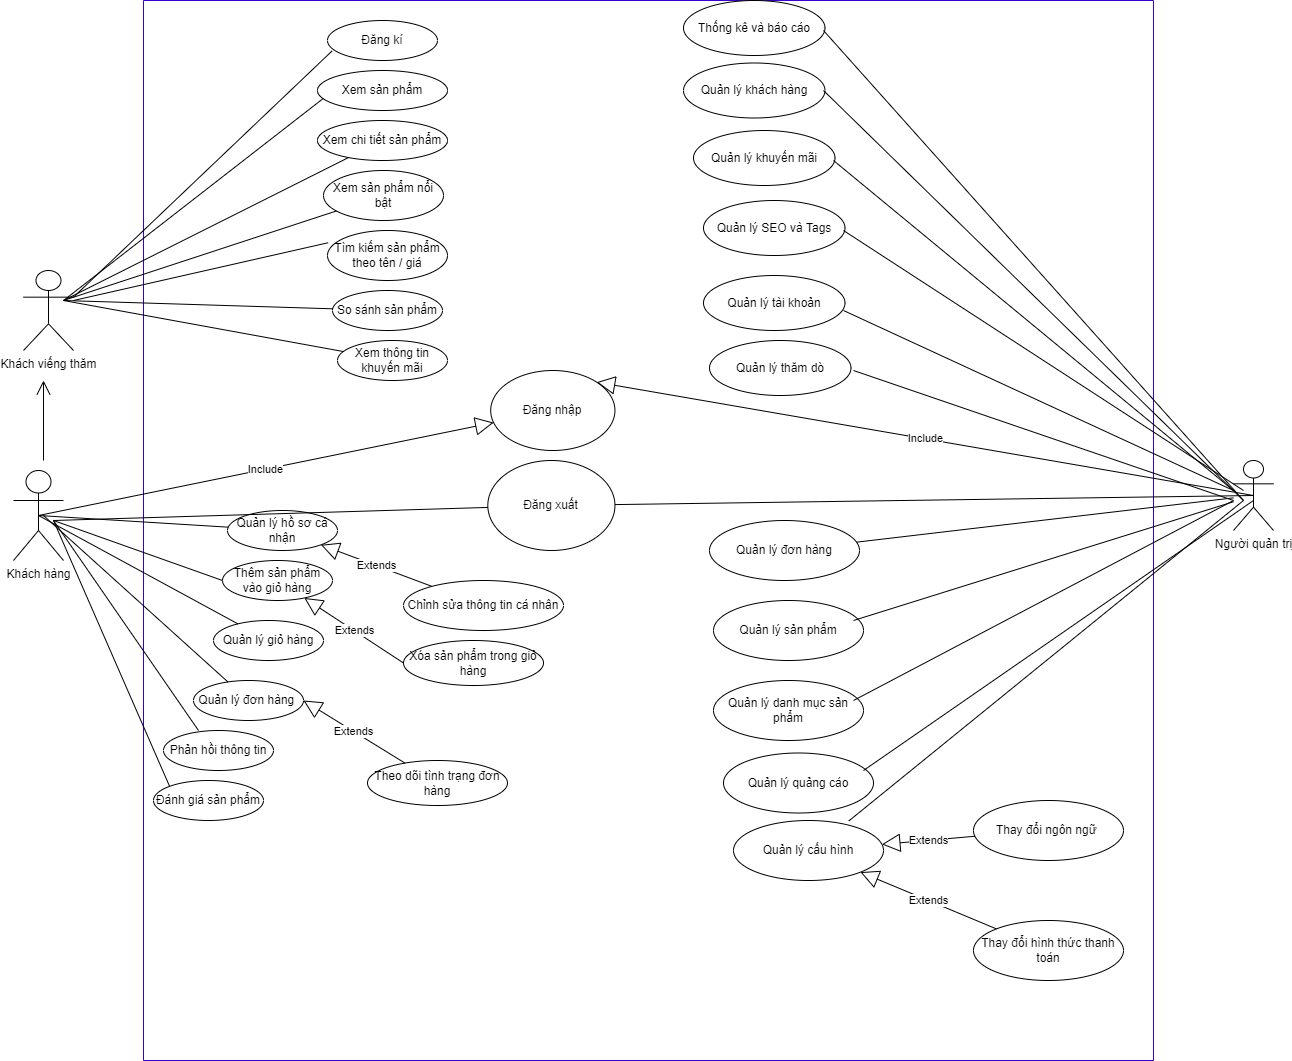 Đăng kí
Xem sản phẩm
Xem chi tiết sản phẩm
Xem sản phẩm nổi
bật
Tìm kiếm sản phẩm
theo tên / giá
So sánh sản phẩm
Xem thông tin
khuyến mãi
Khách viếng thăm
Đăng nhập
Include
Đăng xuất
Khách hàng
Quản lý hồ sơ cá
nhận
Extends
Thêm sản phẩm
vào giỏ hàng
Chỉnh sửa thông tin cá nhân
Extends
Quản lý giỏ hàng
Xóa sản phẩm trong giỏ
hàng
Quản lý đơn hàng
Extends
Phản hồi thông tin
Theo dõi tình trạng đơn
hàng
Đánh giá sản phẩm
Thống kê và báo cáo
Quản lý khách hàng
Quản lý khuyến mãi
Quản lý SEO và Tags
Quản lý tài khoản
Quản lý thăm dò
Include
Người quản trị
Quản lý đơn hàng
Quản lý sản phẩm
Quản lý danh mục sản
phẩm
Quản lý quảng cáo
Quản lý cấu hình
Extends
Thay đổi ngôn ngữ
Extends
Thay đổi hình thức thanh
toán